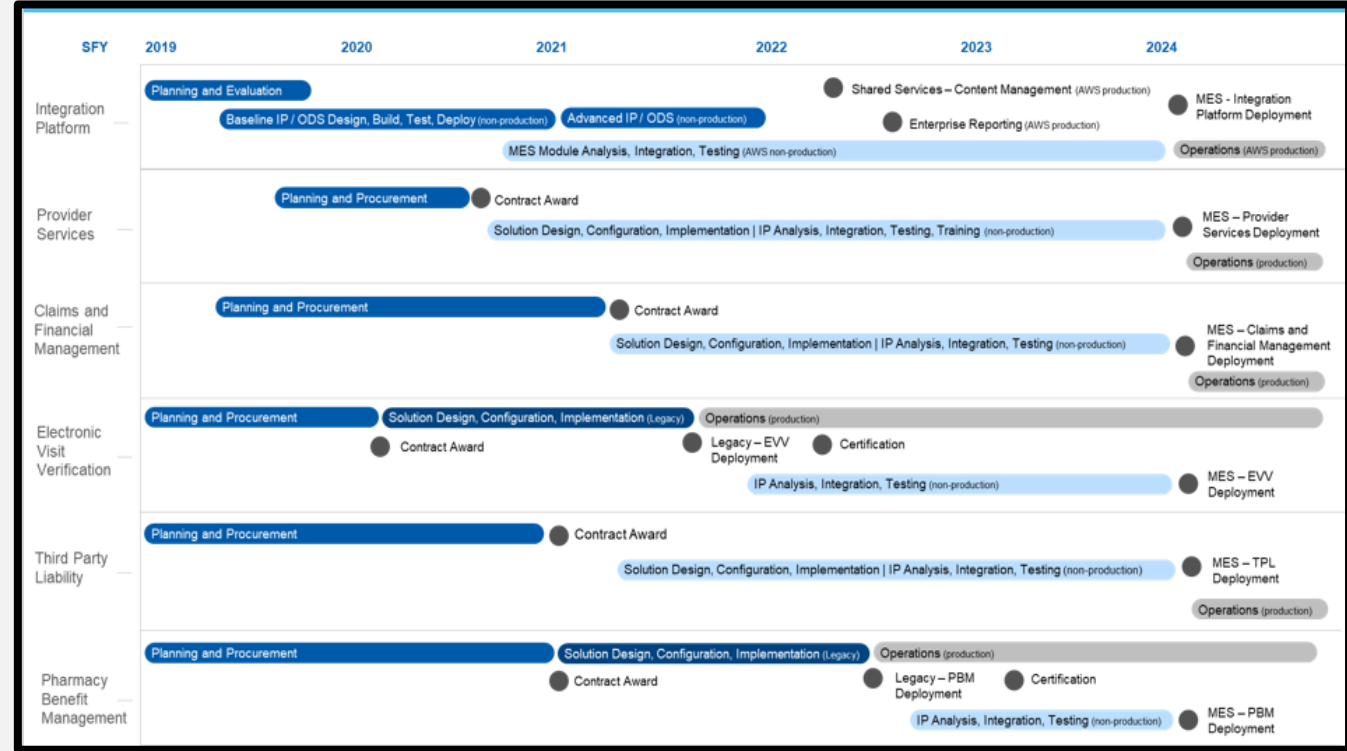 SFY 2019 2020 2021 2022 2023 2024
Integration
Platform
Planning and Evaluation
Baseline IP / ODS Design, Build, Test, Deploy (non-production)
Advanced IP / ODS (non-production)
Shared Services – Content Management (AWS production)
Enterprise Reporting (AWS production)
MES Module Analysis, Integration, Testing (AWS non-production)
MES - Integration
Platform Deployment
Operations (AWS production)
Provider
Services
Planning and Procurement
Contract Award
Solution Design, Configuration, Implementation | IP Analysis, Integration, Testing, Training (non-production)
MES – Provider
Services Deployment
Operations (production)
Claims and
Financial
Management
Planning and Procurement
Contract Award
Solution Design, Configuration, Implementation | IP Analysis, Integration, Testing (non-production)
MES – Claims and
Financial Management
Deployment
Operations (production)
Electronic
Visit
Verification
Planning and Procurement
Solution Design, Configuration, Implementation (Legacy)
Operations (production)
Contract Award
Legacy – EVV
Deployment
Certification
IP Analysis, Integration, Testing (non-production)
MES – EVV
Deployment
Third Party
Liability
Planning and Procurement
Contract Award
Solution Design, Configuration, Implementation | IP Analysis, Integration, Testing (non-production)
MES – TPL
Deployment
Operations (production)
Pharmacy
Benefit
Management
Planning and Procurement
Solution Design, Configuration, Implementation (Legacy)
Operations (production)
Contract Award
Legacy – PBM
Deployment
Certification
IP Analysis, Integration, Testing (non-production)
MES – PBM
Deployment